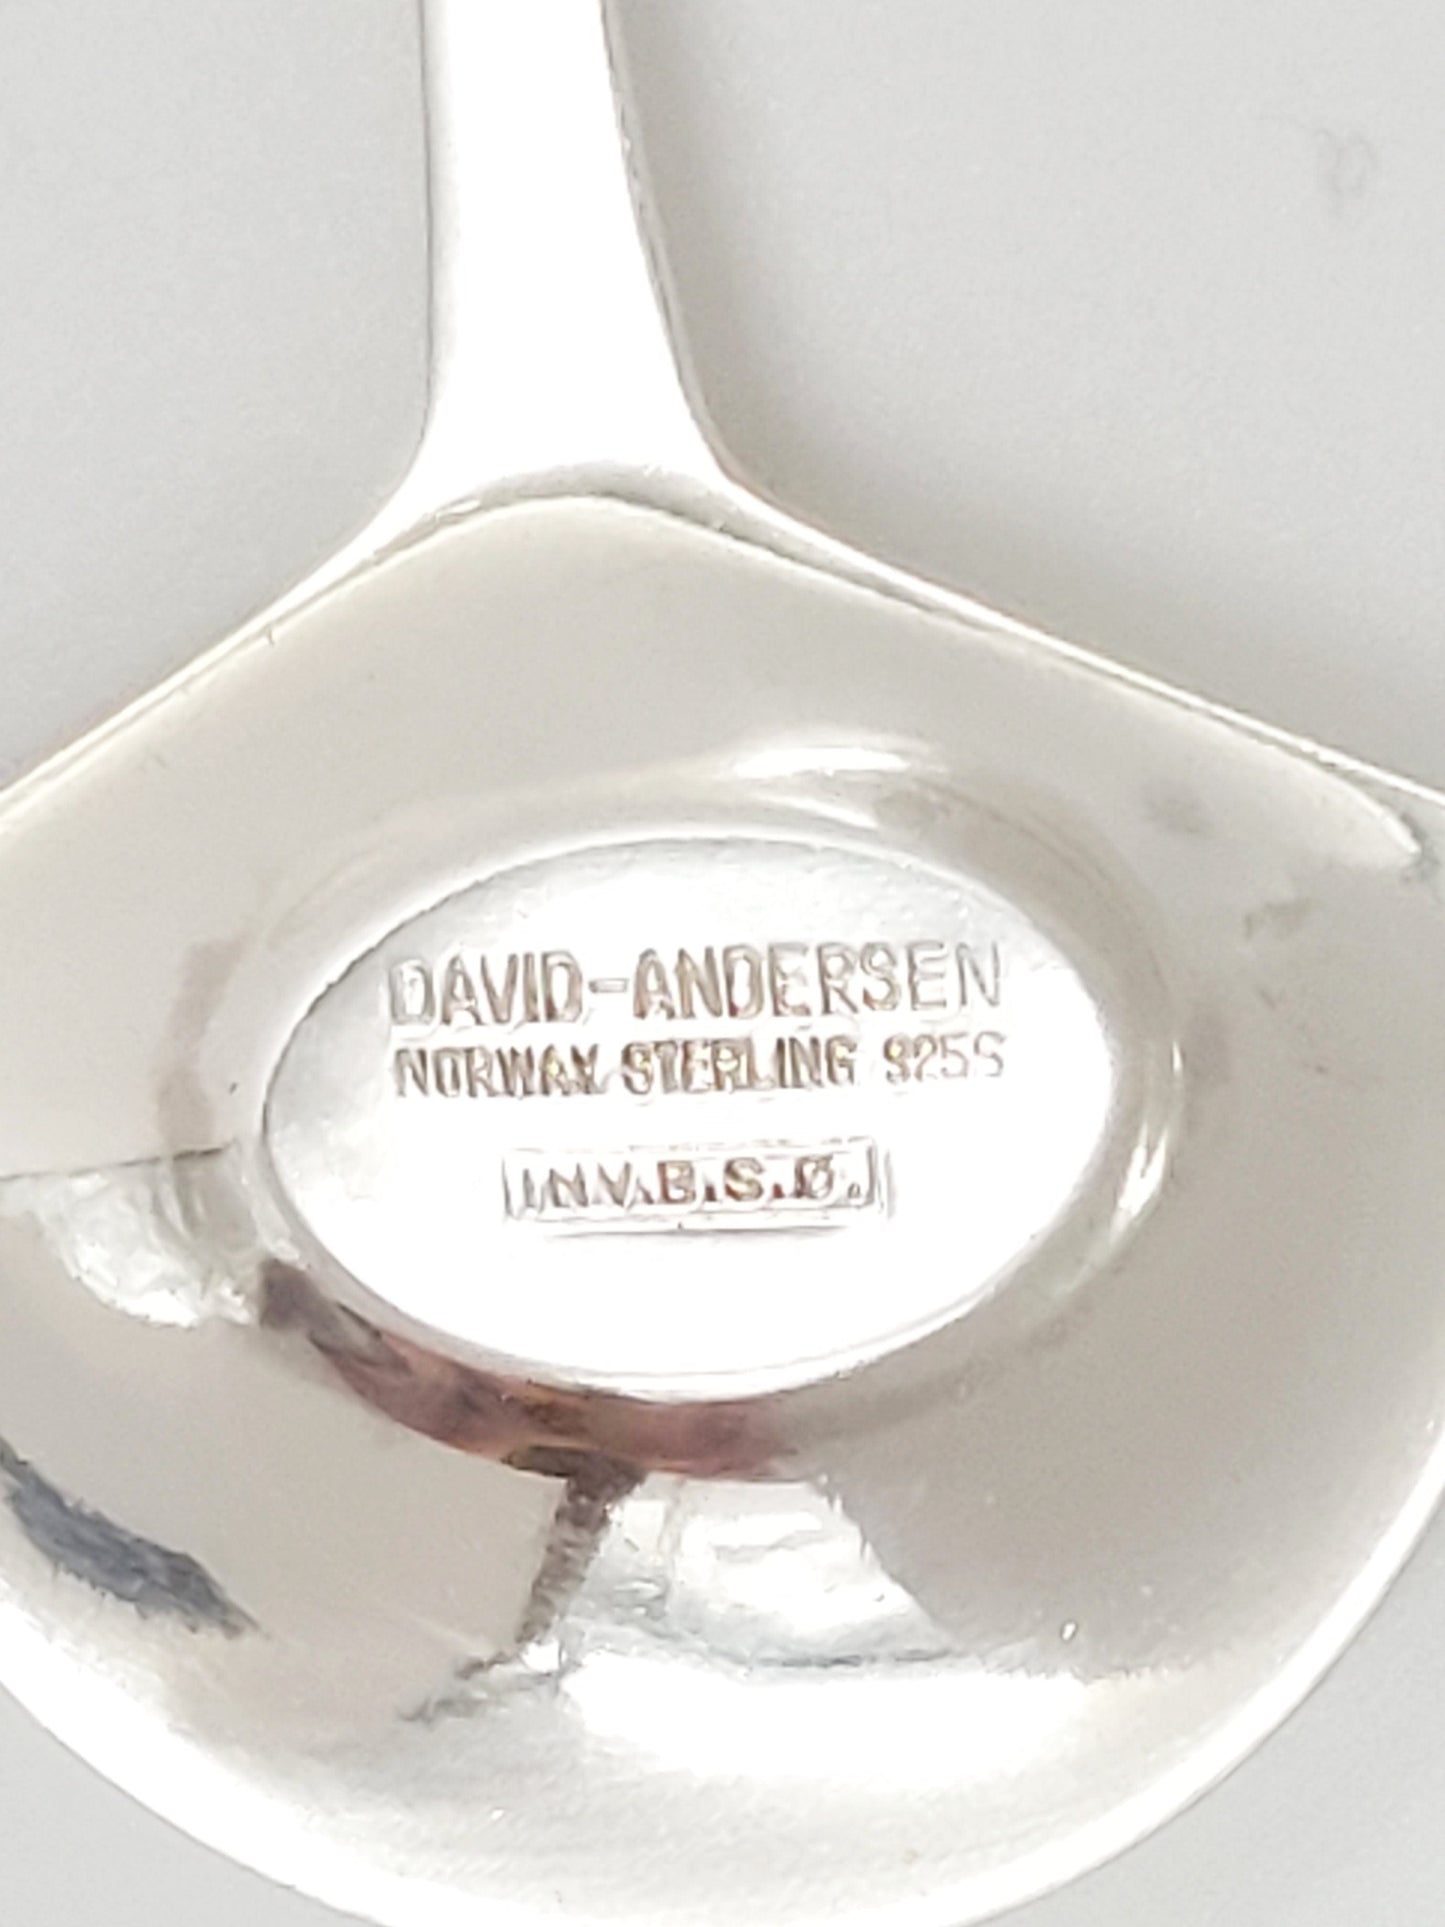 DAVID-ANDERSEN
NORWAY STERLING 925S
INV.B.S.Ø.